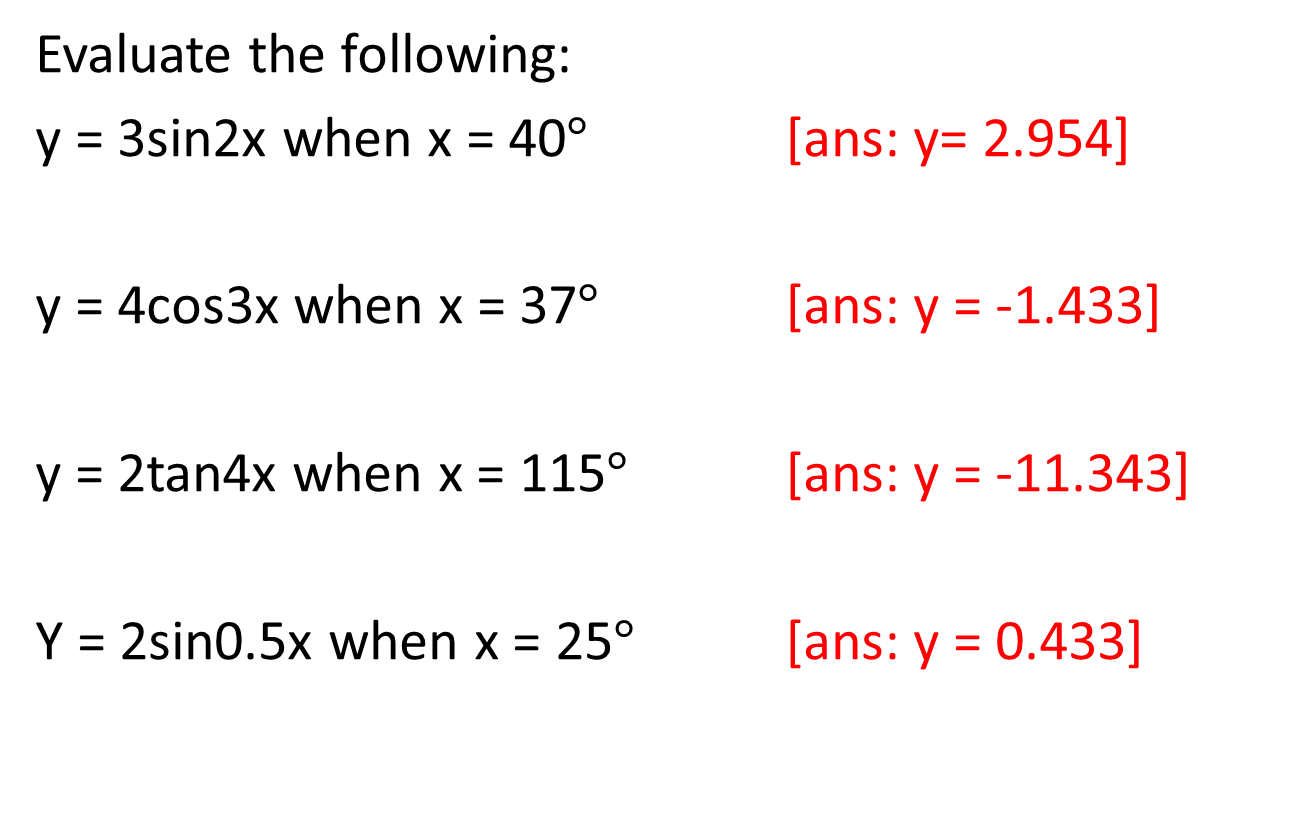 Evaluate the following:
y = 3sin2x when x = 40° [ans: y= 2.954]
y = 4cos3x when x = 37° [ans: y = -1.433]
y = 2tan4x when x = 115° [ans: y = -11.343]
Y = 2sin0.5x when x = 25° [ans: y = 0.433]